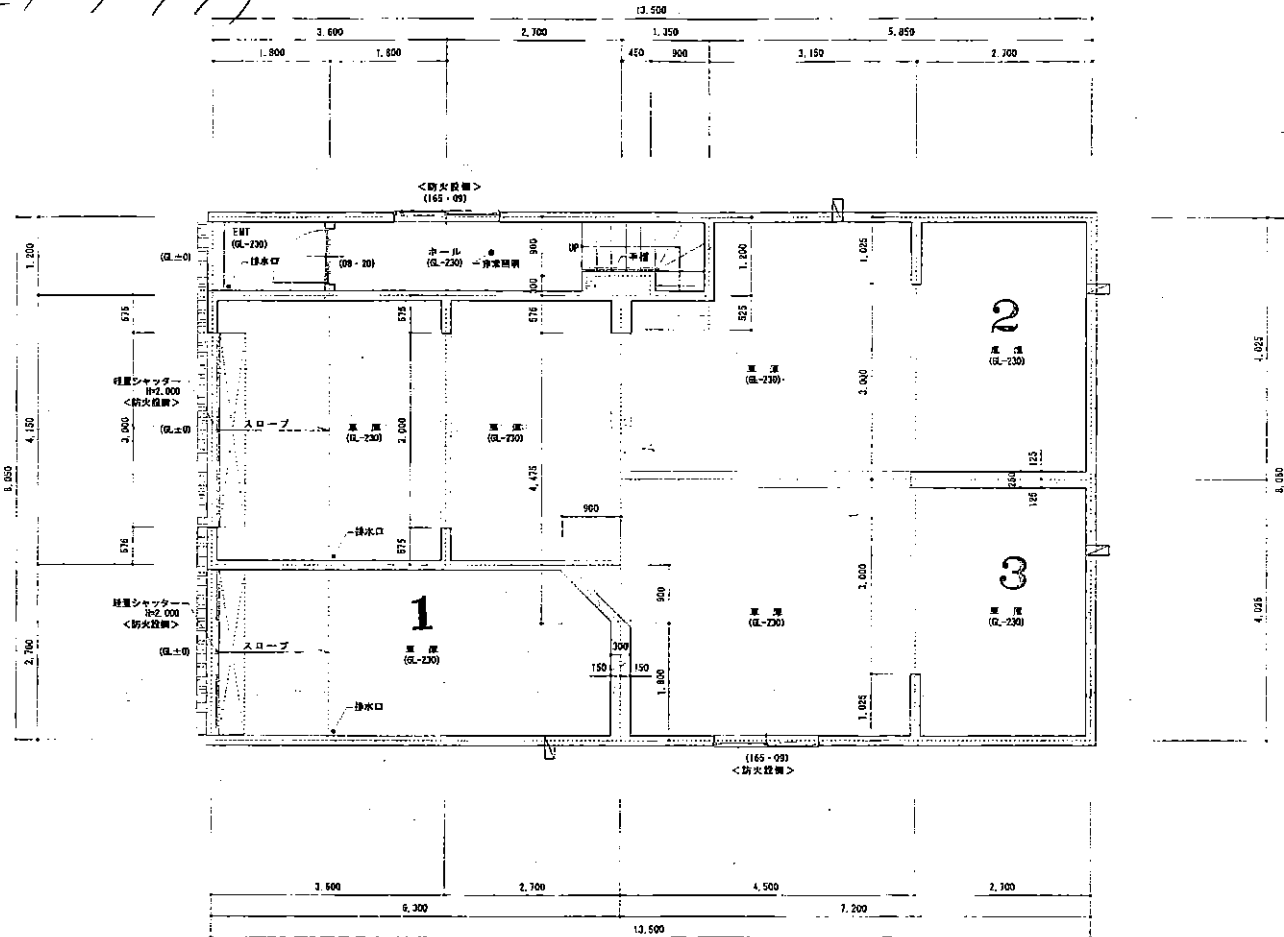 13,500
3,600
2,700
1,350
5,850
1,800
1,800
450
900
3,150
2,700
<防火設備>
(165・09)
ENT
(GL-230)
排水口
(GL±0)
(08・20)
ホール
(GL-230)
非常照明
900
300
UP
手摺
1,200
525
1,025
1,200
575
575
575
2
車庫
(GL-230)
車庫
(GL-230)
3,000
4,025
軽量シャッター
H=2,000
<防火設備>
(GL±0)
スロープ
車庫
(GL-230)
3,000
車庫
(GL-230)
4,475
3,000
4,150
8,050
8,050
125
250
125
900
575
575
排水口
軽量シャッター
H=2,000
<防火設備>
(GL±0)
スロープ
1
車庫
(GL-230)
300
150
150
900
1,800
車庫
(GL-230)
3,000
3
車庫
(GL-230)
4,025
2,700
排水口
1,025
(165・09)
<防火設備>
3,600
2,700
4,500
2,700
6,300
7,200
13,500